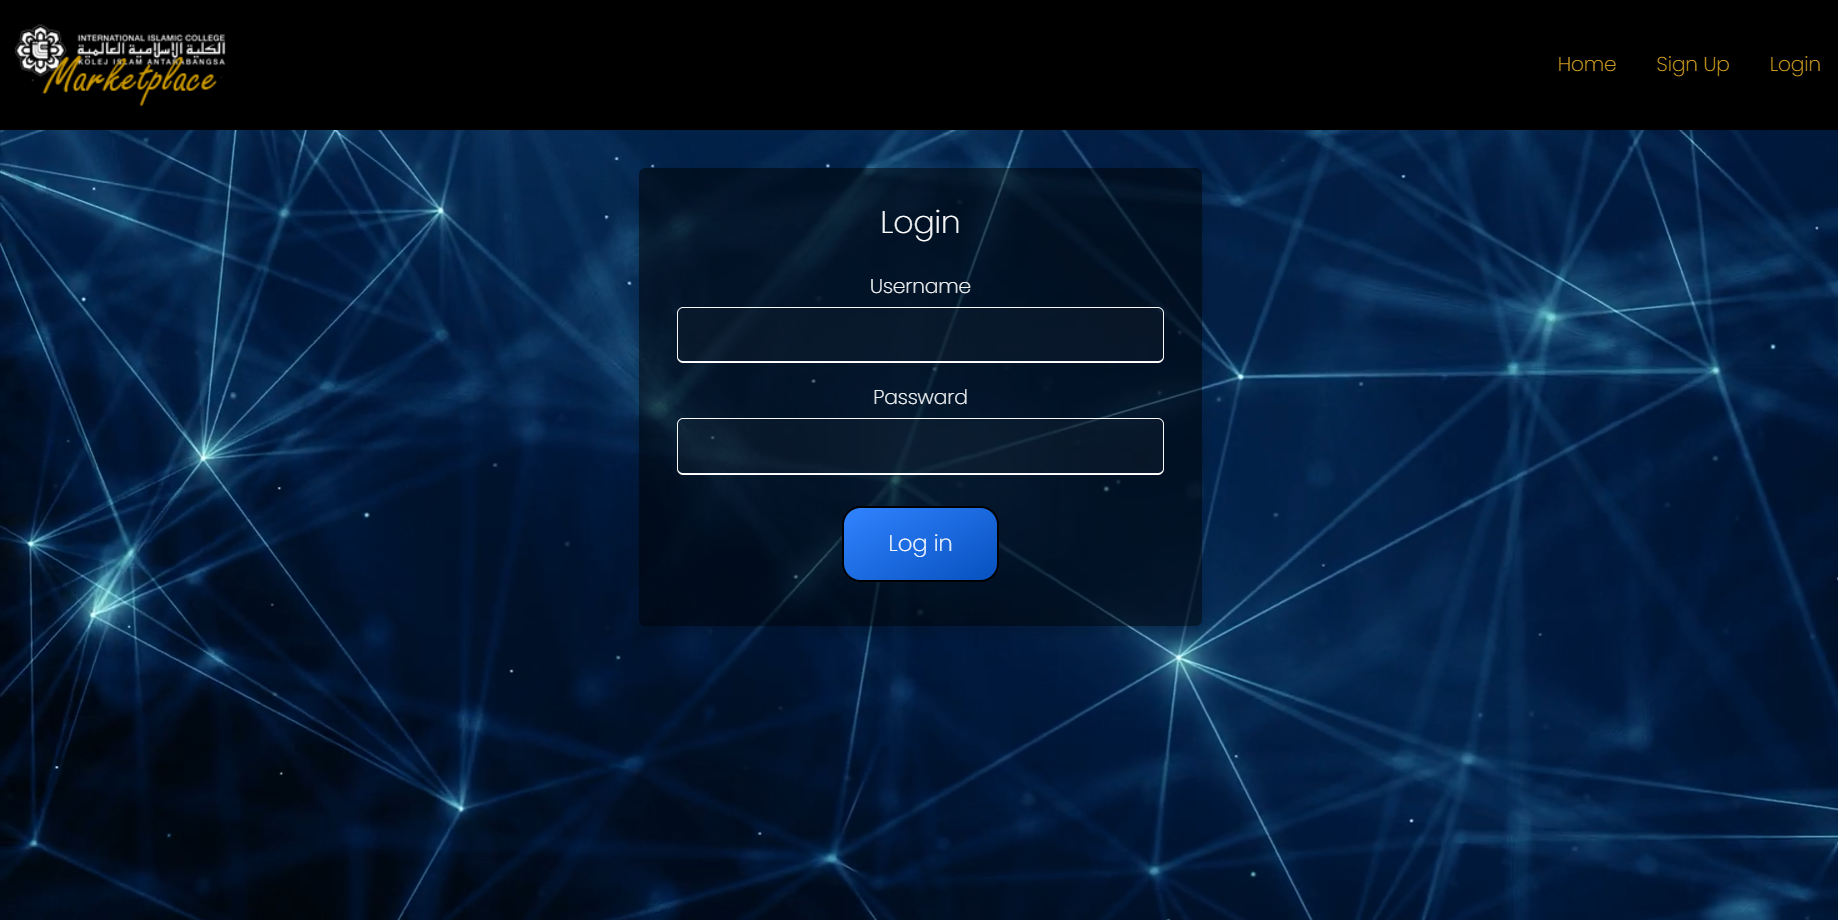 INTERNATIONAL ISLAMIC COLLEGE
الكلية الإسلامية العالمية
KOLEJ ISLAM ANTARABANGSA
Marketplace
Home
Sign Up
Login
Login
Username
Passward
Log in